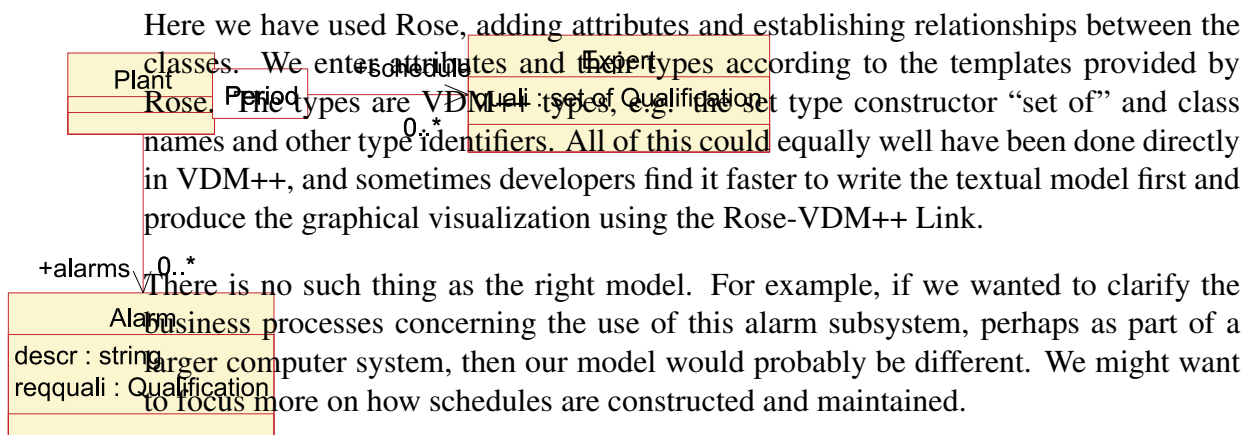 Here we have used Rose, adding attributes and establishing relationships between the
classes. We enter attributes and their types according to the templates provided by
Rose. The types are VDM++ types, e.g. the set type constructor “set of” and class
names and other type identifiers. All of this could equally well have been done directly
in VDM++, and sometimes developers find it faster to write the textual model first and
produce the graphical visualization using the Rose-VDM++ Link.
There is no such thing as the right model. For example, if we wanted to clarify the
business processes concerning the use of this alarm subsystem, perhaps as part of a
larger computer system, then our model would probably be different. We might want
to focus more on how schedules are constructed and maintained.
Plant
Period
+schedule
0..*
Expert
quali : set of Qualification
+alarms
0..*
Alarm
descr : string
reqquali : Qualification